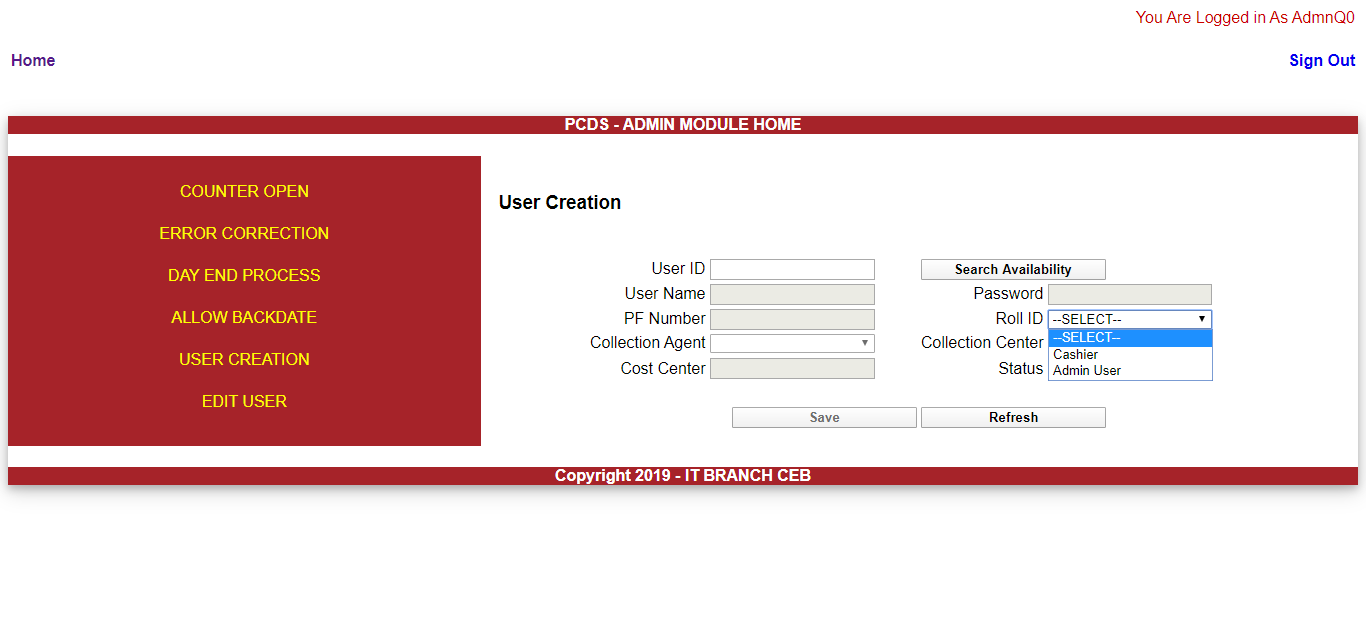 You Are Logged in As AdmnQ0
Home Sign Out
PCDS - ADMIN MODULE HOME
COUNTER OPEN
ERROR CORRECTION
DAY END PROCESS
ALLOW BACKDATE
USER CREATION
EDIT USER
User Creation
User ID Search Availability
User Name Password
PF Number Roll ID --SELECT--
--SELECT--
Cashier
Admin User
Collection Agent Collection Center
Cost Center Status
Save Refresh
Copyright 2019 - IT BRANCH CEB